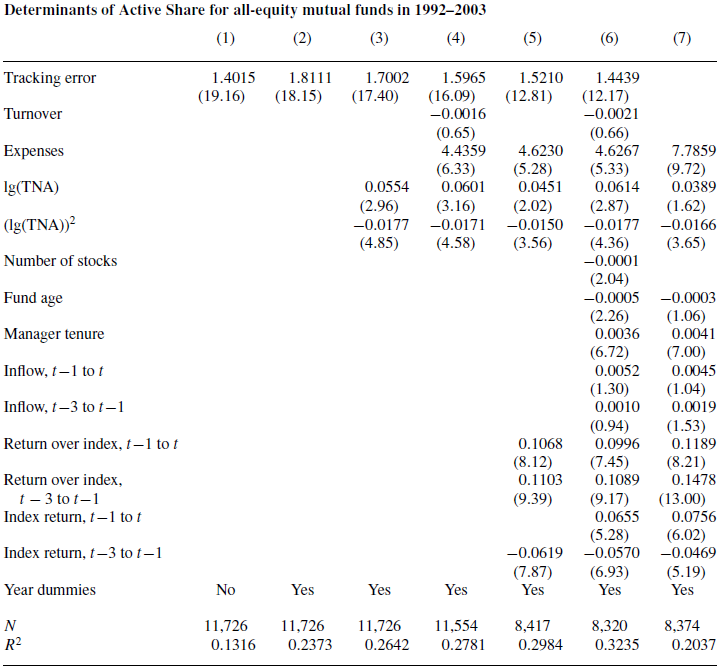 Determinants of Active Share for all-equity mutual funds in 1992–2003
(1) (2) (3) (4) (5) (6) (7)
Tracking error 1.4015 1.8111 1.7002 1.5965 1.5210 1.4439
(19.16) (18.15) (17.40) (16.09) (12.81) (12.17)
Turnover −0.0016 −0.0021
(0.65) (0.66)
Expenses 4.4359 4.6230 4.6267 7.7859
(6.33) (5.28) (5.33) (9.72)
lg(TNA) 0.0554 0.0601 0.0451 0.0614 0.0389
(2.96) (3.16) (2.02) (2.87) (1.62)
(lg(TNA))² −0.0177 −0.0171 −0.0150 −0.0177 −0.0166
(4.85) (4.58) (3.56) (4.36) (3.65)
Number of stocks −0.0001
(2.04)
Fund age −0.0005 −0.0003
(2.26) (1.06)
Manager tenure 0.0036 0.0041
(6.72) (7.00)
Inflow, t−1 to t 0.0052 0.0045
(1.30) (1.04)
Inflow, t−3 to t−1 0.0010 0.0019
(0.94) (1.53)
Return over index, t−1 to t 0.1068 0.0996 0.1189
(8.12) (7.45) (8.21)
Return over index, 0.1103 0.1089 0.1478
t − 3 to t−1 (9.39) (9.17) (13.00)
Index return, t−1 to t 0.0655 0.0756
(5.28) (6.02)
Index return, t−3 to t−1 −0.0619 −0.0570 −0.0469
(7.87) (6.93) (5.19)
Year dummies No Yes Yes Yes Yes Yes Yes
N 11,726 11,726 11,726 11,554 8,417 8,320 8,374
R² 0.1316 0.2373 0.2642 0.2781 0.2984 0.3235 0.2037